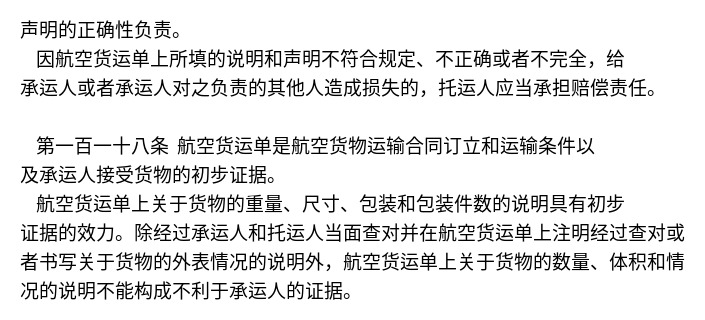 声明的正确性负责。
因航空货运单上所填的说明和声明不符合规定、不正确或者不完全，给
承运人或者承运人对之负责的其他人造成损失的，托运人应当承担赔偿责任。
第一百一十八条 航空货运单是航空货物运输合同订立和运输条件以
及承运人接受货物的初步证据。
航空货运单上关于货物的重量、尺寸、包装和包装件数的说明具有初步
证据的效力。除经过承运人和托运人当面查对并在航空货运单上注明经过查对或
者书写关于货物的外表情况的说明外，航空货运单上关于货物的数量、体积和情
况的说明不能构成不利于承运人的证据。